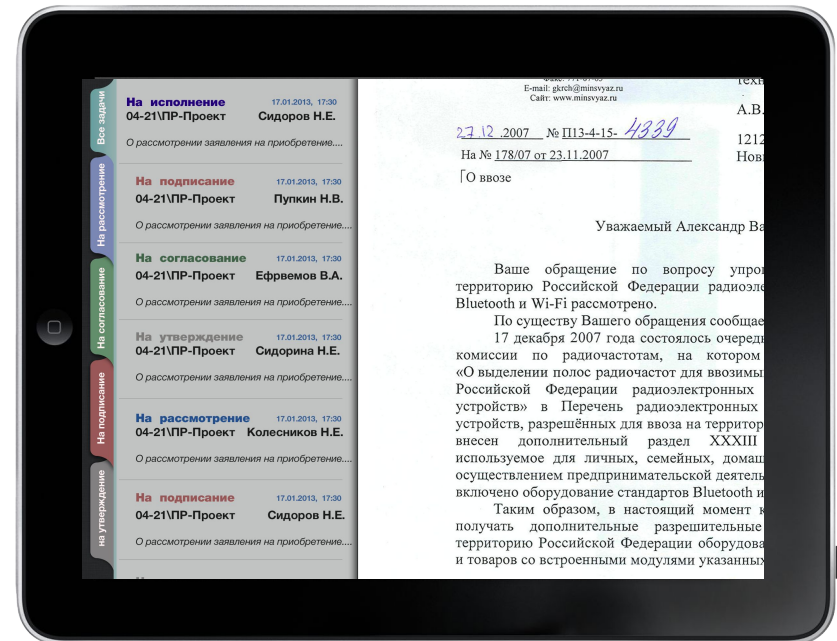 Все задачи
На рассмотрение
На согласование
На подписание
на утверждение
На исполнение 17.01.2013, 17:30
04-21\ПР-Проект Сидоров Н.Е.
О рассмотрении заявления на приобретение....
На подписание 17.01.2013, 17:30
04-21\ПР-Проект Пупкин Н.В.
О рассмотрении заявления на приобретение....
На согласование 17.01.2013, 17:30
04-21\ПР-Проект Ефрвемов В.А.
О рассмотрении заявления на приобретение....
На утверждение 17.01.2013, 17:30
04-21\ПР-Проект Сидорина Н.Е.
О рассмотрении заявления на приобретение....
На рассмотрение 17.01.2013, 17:30
04-21\ПР-Проект Колесников Н.Е.
О рассмотрении заявления на приобретение....
На подписание 17.01.2013, 17:30
04-21\ПР-Проект Сидоров Н.Е.
О рассмотрении заявления на приобретение....
E-mail: gkrch@minsvyaz.ru
Сайт: www.minsvyaz.ru
А.В.
27.12.2007 № П13-4-15- 4339
1212
На № 178/07 от 23.11.2007
Нов
О ввозе
Уважаемый Александр Ва
Ваше обращение по вопросу упро
территорию Российской Федерации радиоэле
Bluetooth и Wi-Fi рассмотрено.
По существу Вашего обращения сообщае
17 декабря 2007 года состоялось очеред
комиссии по радиочастотам, на котором
«О выделении полос радиочастот для ввозимы
Российской Федерации радиоэлектронных
устройств» в Перечень радиоэлектронных
устройств, разрешённых для ввоза на территор
внесен дополнительный раздел XXXIII
используемое для личных, семейных, домаш
осуществлением предпринимательской деятель
включено оборудование стандартов Bluetooth и
Таким образом, в настоящий момент к
получать дополнительные разрешительные
территорию Российской Федерации оборудова
и товаров со встроенными модулями указанных